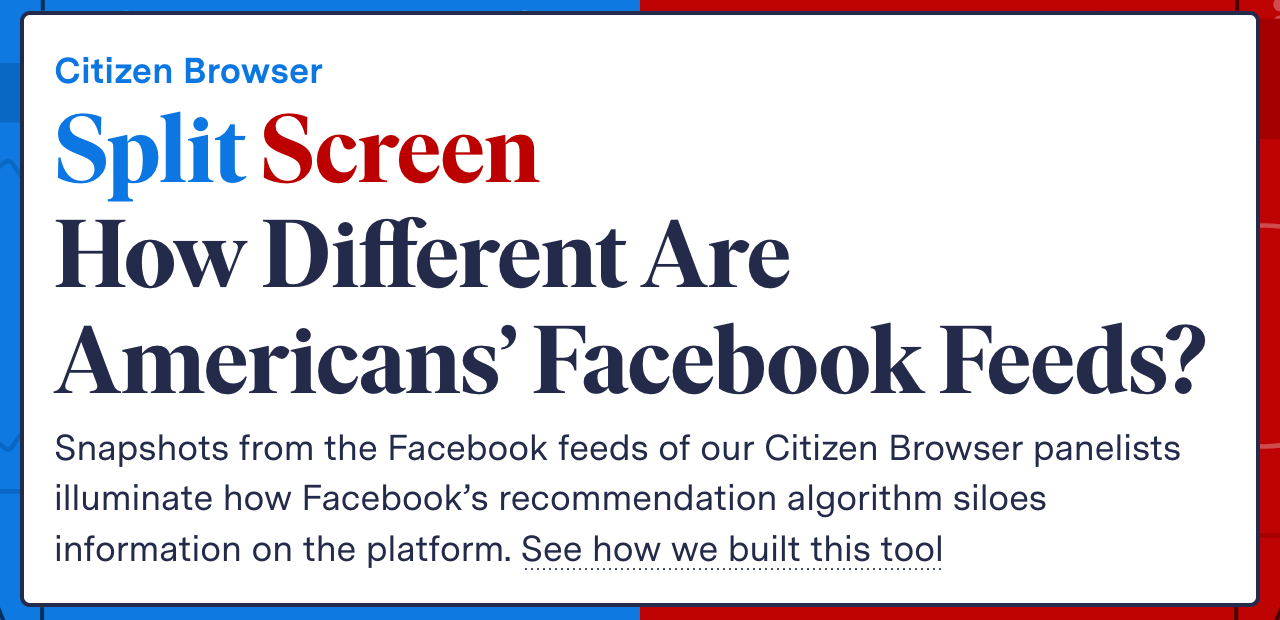 Citizen Browser
Split Screen
How Different Are
Americans’ Facebook Feeds?
Snapshots from the Facebook feeds of our Citizen Browser panelists
illuminate how Facebook’s recommendation algorithm siloes
information on the platform. See how we built this tool